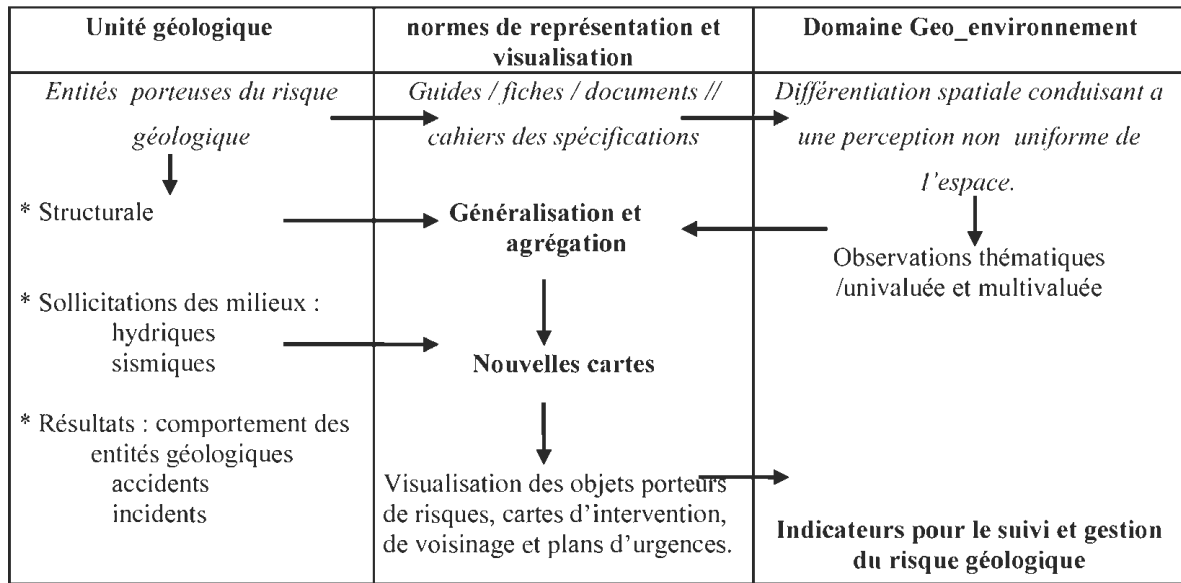 Unité géologique
normes de représentation et
visualisation
Domaine Geo_environnement
Entités porteuses du risque
géologique
* Structurale
* Sollicitations des milieux :
hydriques
sismiques
* Résultats : comportement des
entités géologiques
accidents
incidents
Guides / fiches / documents //
cahiers des spécifications
Généralisation et
agrégation
Nouvelles cartes
Visualisation des objets porteurs
de risques, cartes d’intervention,
de voisinage et plans d’urgences.
Différentiation spatiale conduisant a
une perception non uniforme de
l’espace.
Observations thématiques
/univaluée et multivaluée
Indicateurs pour le suivi et gestion
du risque géologique